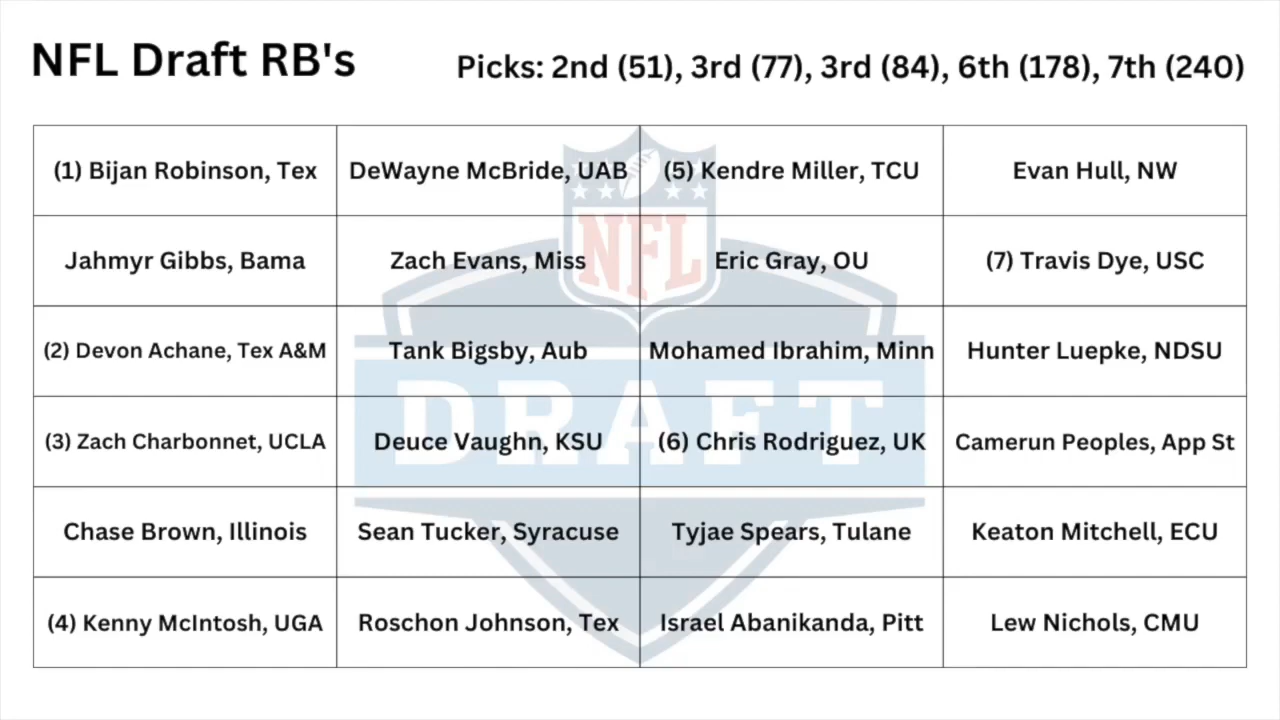 NFL Draft RB's
Picks: 2nd (51), 3rd (77), 3rd (84), 6th (178), 7th (240)
(1) Bijan Robinson, Tex
DeWayne McBride, UAB
(5) Kendre Miller, TCU
Evan Hull, NW
Jahmyr Gibbs, Bama
Zach Evans, Miss
Eric Gray, OU
(7) Travis Dye, USC
(2) Devon Achane, Tex A&M
Tank Bigsby, Aub
Mohamed Ibrahim, Minn
Hunter Luepke, NDSU
(3) Zach Charbonnet, UCLA
Deuce Vaughn, KSU
(6) Chris Rodriguez, UK
Camerun Peoples, App St
Chase Brown, Illinois
Sean Tucker, Syracuse
Tyjae Spears, Tulane
Keaton Mitchell, ECU
(4) Kenny McIntosh, UGA
Roschon Johnson, Tex
Israel Abanikanda, Pitt
Lew Nichols, CMU
NFL
DRAFT